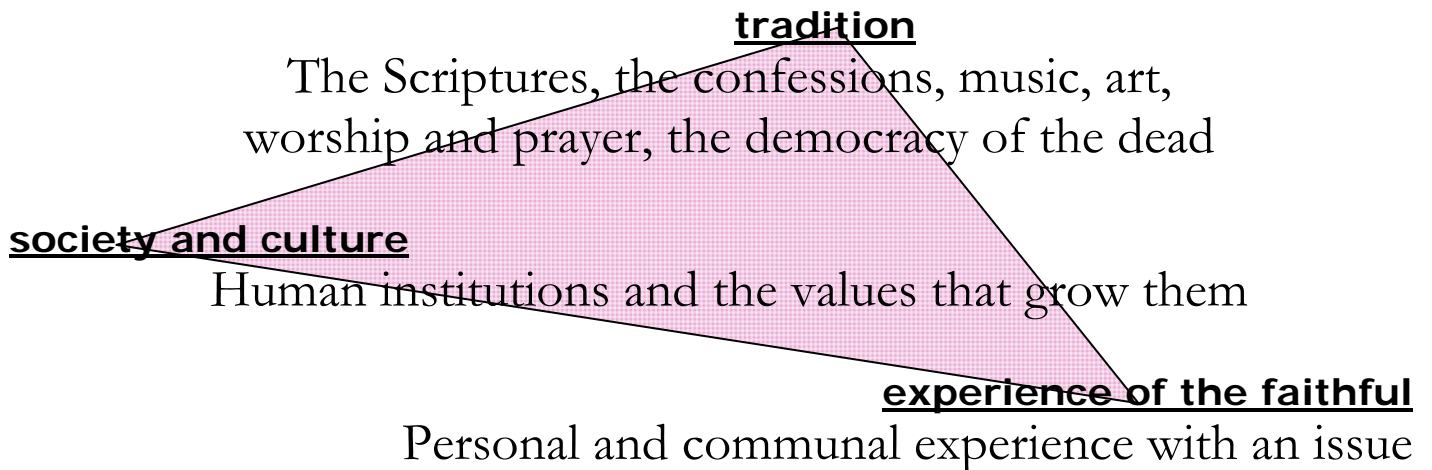 tradition
The Scriptures, the confessions, music, art,
worship and prayer, the democracy of the dead
society and culture
Human institutions and the values that grow them
experience of the faithful
Personal and communal experience with an issue